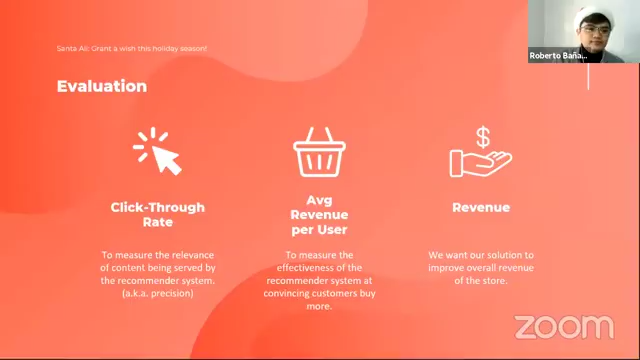 Santa Ali: Grant a wish this holiday season!
Roberto Baña...
Evaluation
$
Click-Through
Rate
To measure the relevance
of content being served by
the recommender system.
(a.k.a. precision)
Avg
Revenue
per User
To measure the
effectiveness of the
recommender system at
convincing customers buy
more.
Revenue
We want our solution to
improve overall revenue
of the store.
zoom